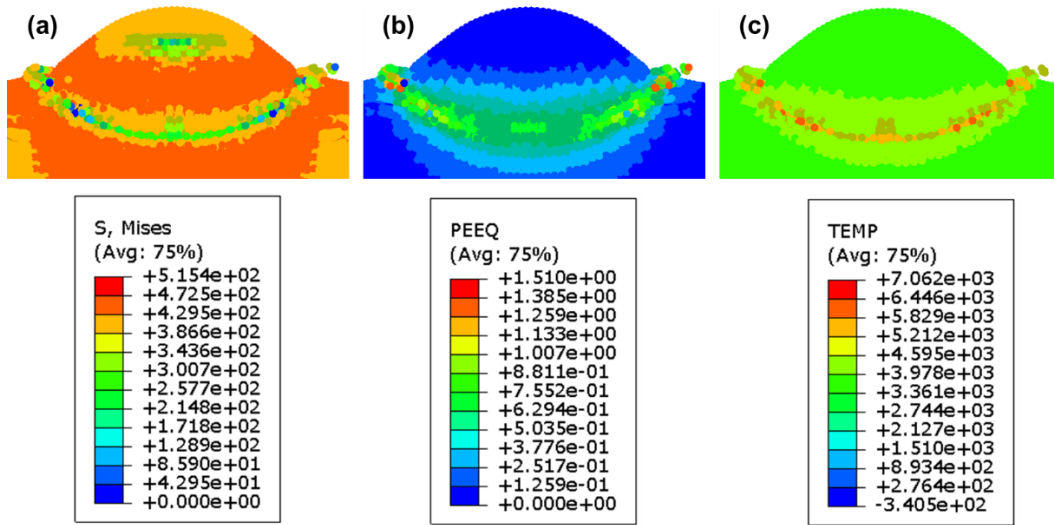 (a)
(b)
(c)
S, Mises
(Avg: 75%)
+5.154e+02
+4.725e+02
+4.295e+02
+3.866e+02
+3.436e+02
+3.007e+02
+2.577e+02
+2.148e+02
+1.718e+02
+1.289e+02
+8.590e+01
+4.295e+01
+0.000e+00
PEEQ
(Avg: 75%)
+1.510e+00
+1.385e+00
+1.259e+00
+1.133e+00
+1.007e+00
+8.811e-01
+7.552e-01
+6.294e-01
+5.035e-01
+3.776e-01
+2.517e-01
+1.259e-01
+0.000e+00
TEMP
(Avg: 75%)
+7.062e+03
+6.446e+03
+5.829e+03
+5.212e+03
+4.595e+03
+3.978e+03
+3.361e+03
+2.744e+03
+2.127e+03
+1.510e+03
+8.934e+02
+2.764e+02
-3.405e+02